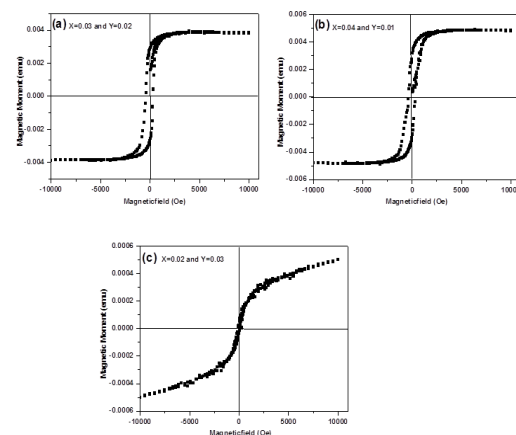 (a) X=0.03 and Y=0.02
0.004
0.002
0.000
-0.002
-0.004
-10000 -5000 0 5000 10000
Magneticfield (Oe)
Magnetic Moment (emu)
(b) X=0.04 and Y=0.01
0.006
0.004
0.002
0.000
-0.002
-0.004
-0.006
-10000 -5000 0 5000 10000
Magneticfield (Oe)
Magnetic Moment (emu)
(c) X=0.02 and Y=0.03
0.0006
0.0004
0.0002
0.0000
-0.0002
-0.0004
-0.0006
-10000 -5000 0 5000 10000
Magneticfield (Oe)
Magnetic Moment (emu)